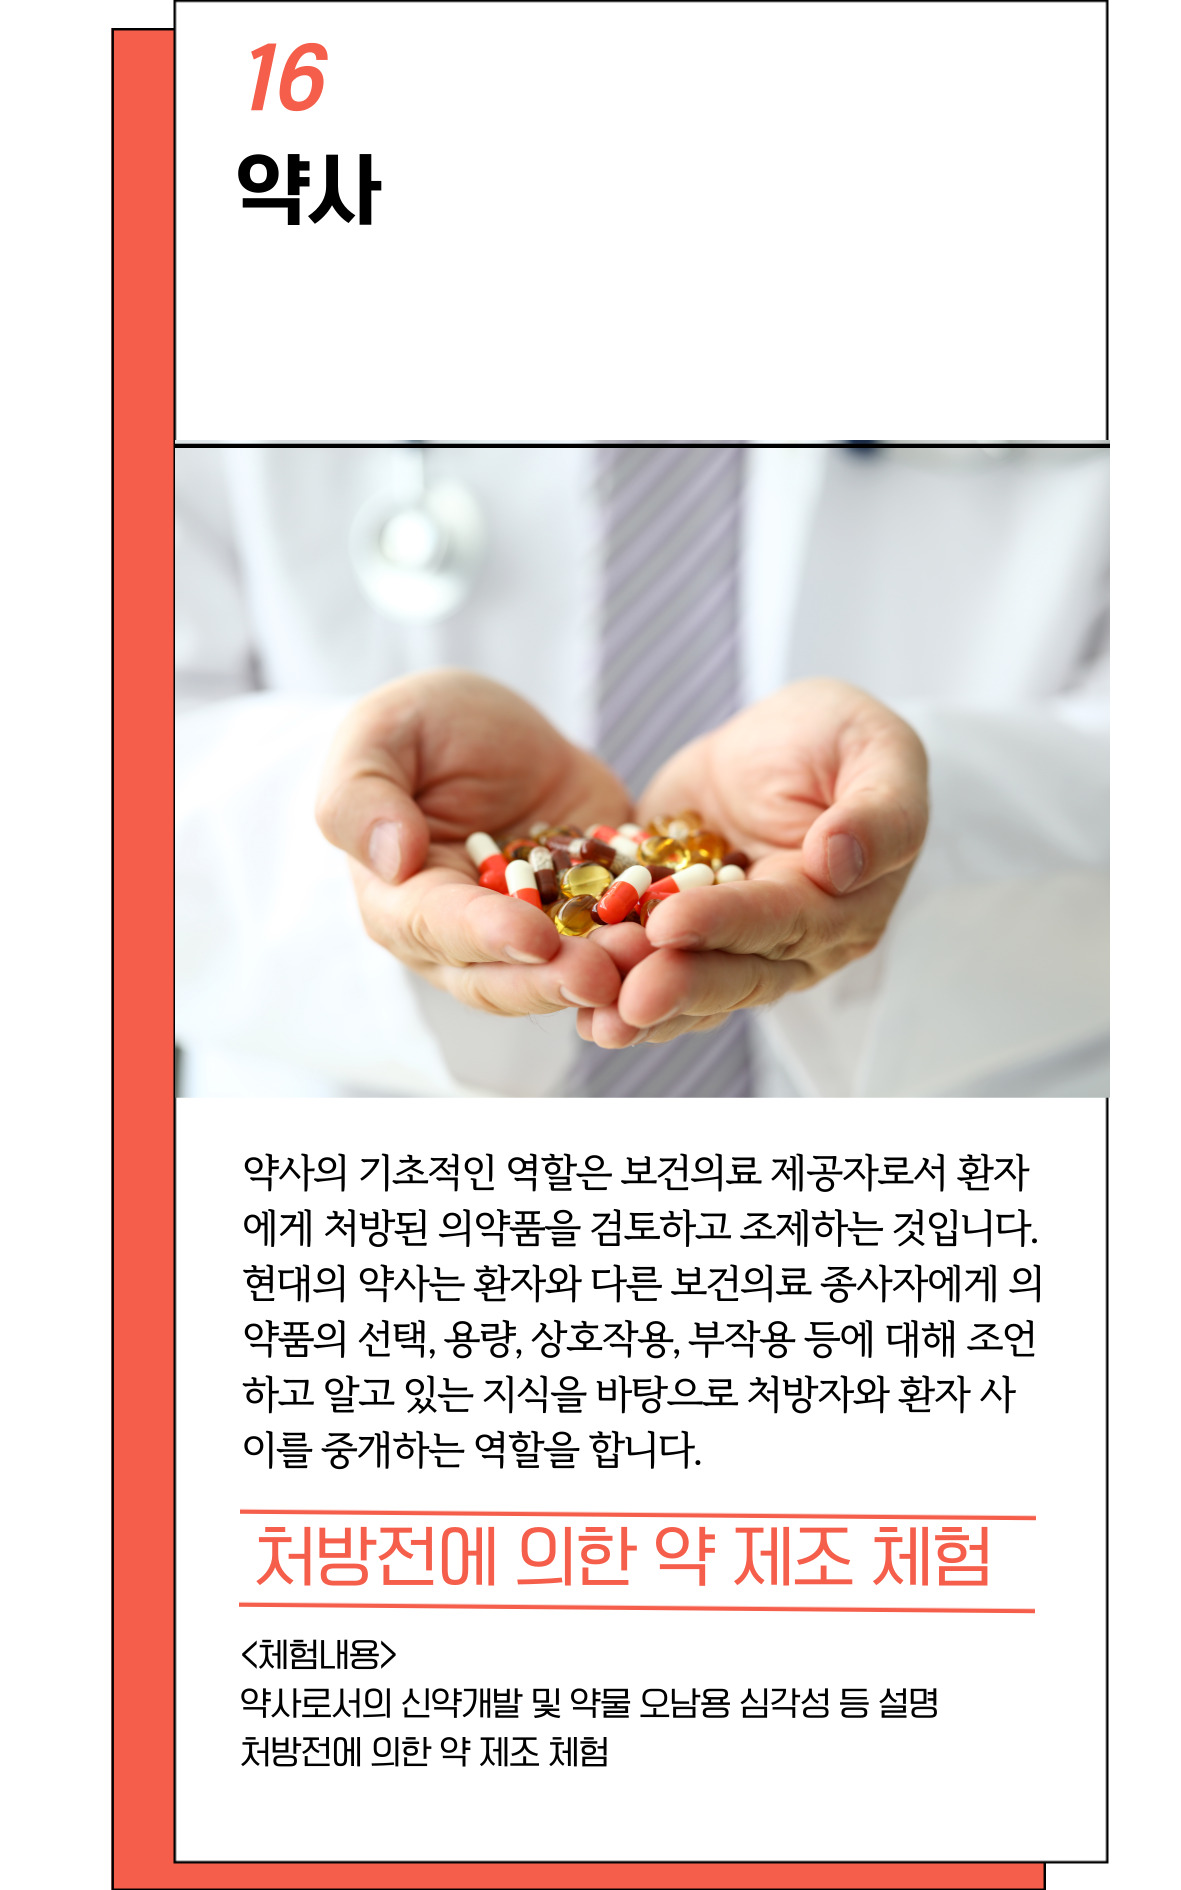 16
약사
약사의 기초적인 역할은 보건의료 제공자로서 환자
에게 처방된 의약품을 검토하고 조제하는 것입니다.
현대의 약사는 환자와 다른 보건의료 종사자에게 의
약품의 선택, 용량, 상호작용, 부작용 등에 대해 조언
하고 알고 있는 지식을 바탕으로 처방자와 환자 사
이를 중개하는 역할을 합니다.
처방전에 의한 약 제조 체험
<체험내용>
약사로서의 신약개발 및 약물 오남용 심각성 등 설명
처방전에 의한 약 제조 체험